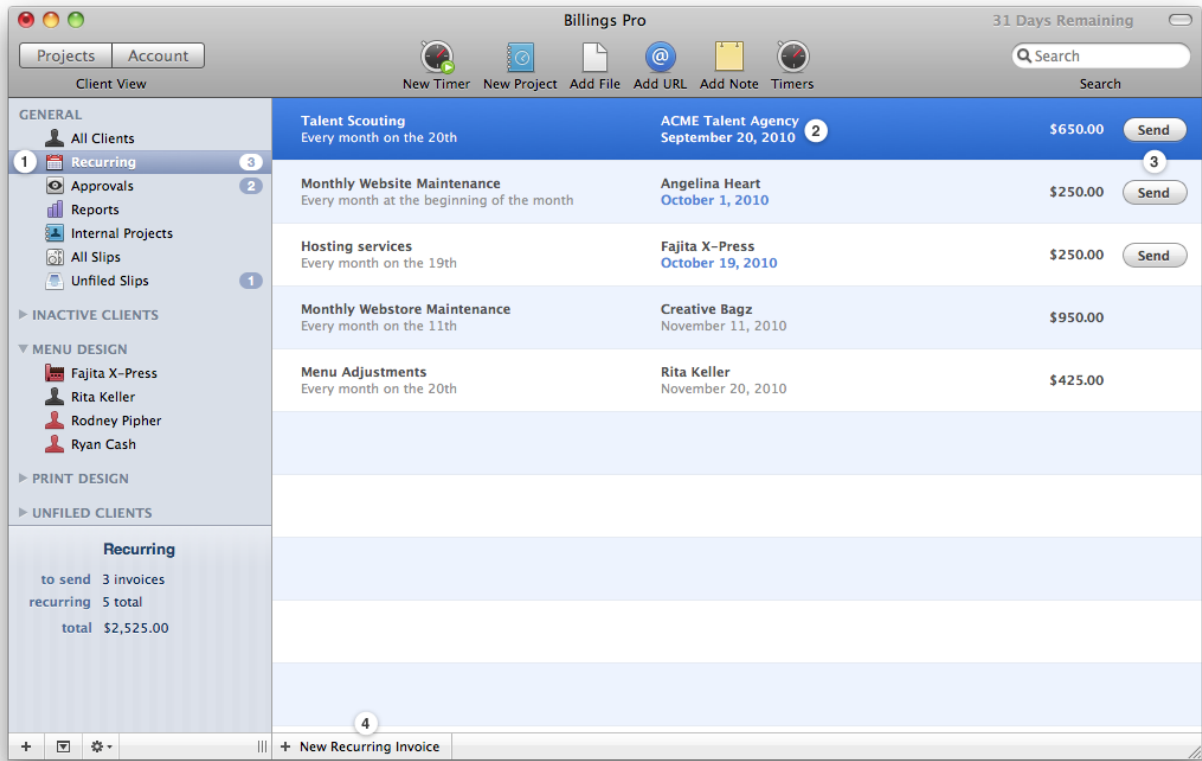 Billings Pro
31 Days Remaining
Projects Account
Client View
New Timer New Project Add File Add URL Add Note Timers
Search
Search
GENERAL
All Clients
1 Recurring 3
Approvals 2
Reports
Internal Projects
All Slips
Unfiled Slips 1
INACTIVE CLIENTS
MENU DESIGN
Fajita X-Press
Rita Keller
Rodney Pipher
Ryan Cash
PRINT DESIGN
UNFILED CLIENTS
Recurring
to send 3 invoices
recurring 5 total
total $2,525.00
Talent Scouting ACME Talent Agency
Every month on the 20th September 20, 2010 2
$650.00 Send
3
Monthly Website Maintenance Angelina Heart
Every month at the beginning of the month October 1, 2010
$250.00 Send
Hosting services Fajita X-Press
Every month on the 19th October 19, 2010
$250.00 Send
Monthly Webstore Maintenance Creative Bagz
Every month on the 11th November 11, 2010
$950.00
Menu Adjustments Rita Keller
Every month on the 20th November 20, 2010
$425.00
4
+ New Recurring Invoice